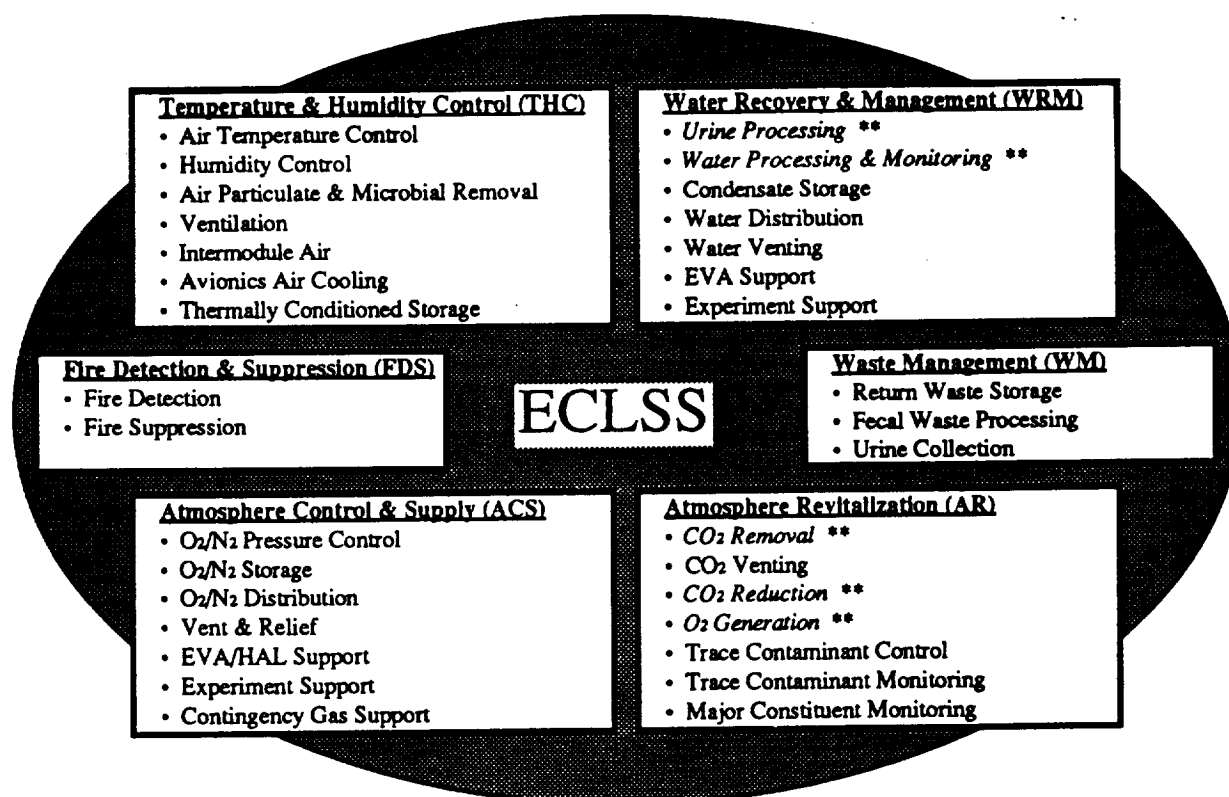 Temperature & Humidity Control (THC)
• Air Temperature Control
• Humidity Control
• Air Particulate & Microbial Removal
• Ventilation
• Intermodule Air
• Avionics Air Cooling
• Thermally Conditioned Storage
Water Recovery & Management (WRM)
• Urine Processing **
• Water Processing & Monitoring **
• Condensate Storage
• Water Distribution
• Water Venting
• EVA Support
• Experiment Support
Fire Detection & Suppression (FDS)
• Fire Detection
• Fire Suppression
ECLSS
Waste Management (WM)
• Return Waste Storage
• Fecal Waste Processing
• Urine Collection
Atmosphere Control & Supply (ACS)
• O2/N2 Pressure Control
• O2/N2 Storage
• O2/N2 Distribution
• Vent & Relief
• EVA/HAL Support
• Experiment Support
• Contingency Gas Support
Atmosphere Revitalization (AR)
• CO2 Removal **
• CO2 Venting
• CO2 Reduction **
• O2 Generation **
• Trace Contaminant Control
• Trace Contaminant Monitoring
• Major Constituent Monitoring